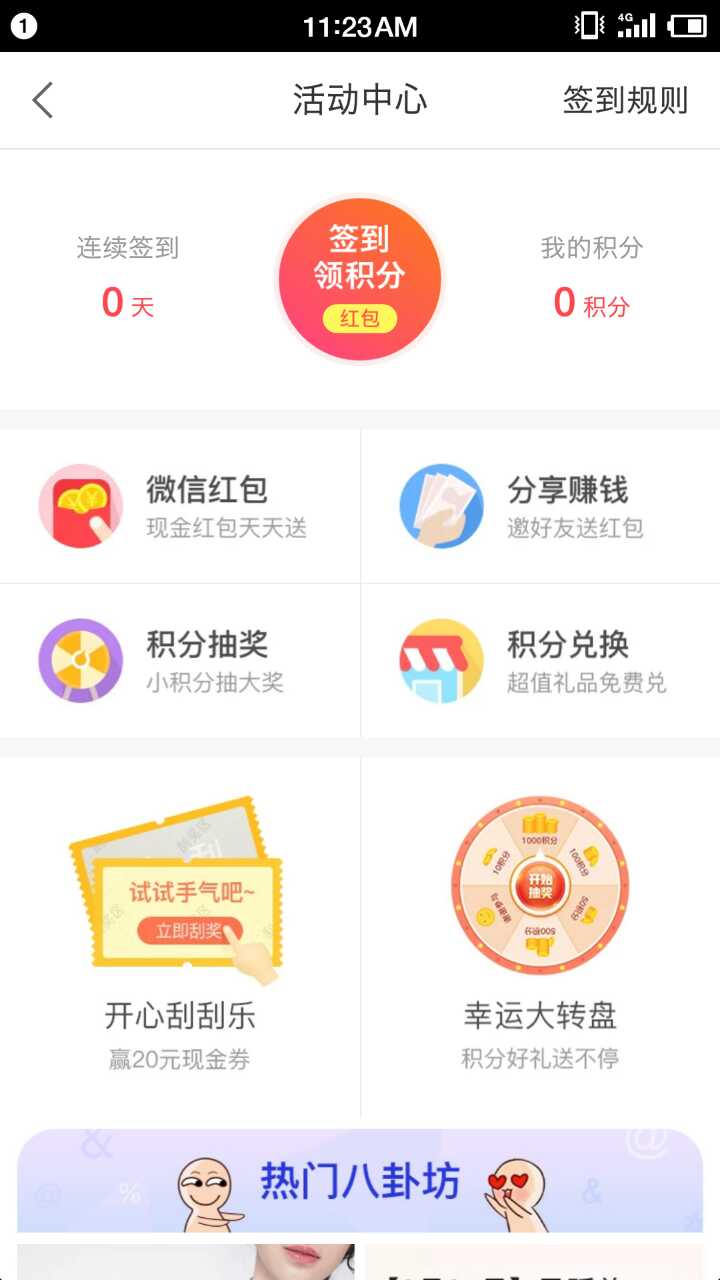 1
11:23AM
4G
活动中心
签到规则
连续签到
0 天
签到
领积分
红包
我的积分
0 积分
微信红包
现金红包天天送
分享赚钱
邀好友送红包
积分抽奖
小积分抽大奖
积分兑换
超值礼品免费兑
试试手气吧~
立即刮奖
1000积分
100积分
50积分
500积分
10积分
开始
抽奖
开心刮刮乐
赢20元现金券
幸运大转盘
积分好礼送不停
热门八卦坊